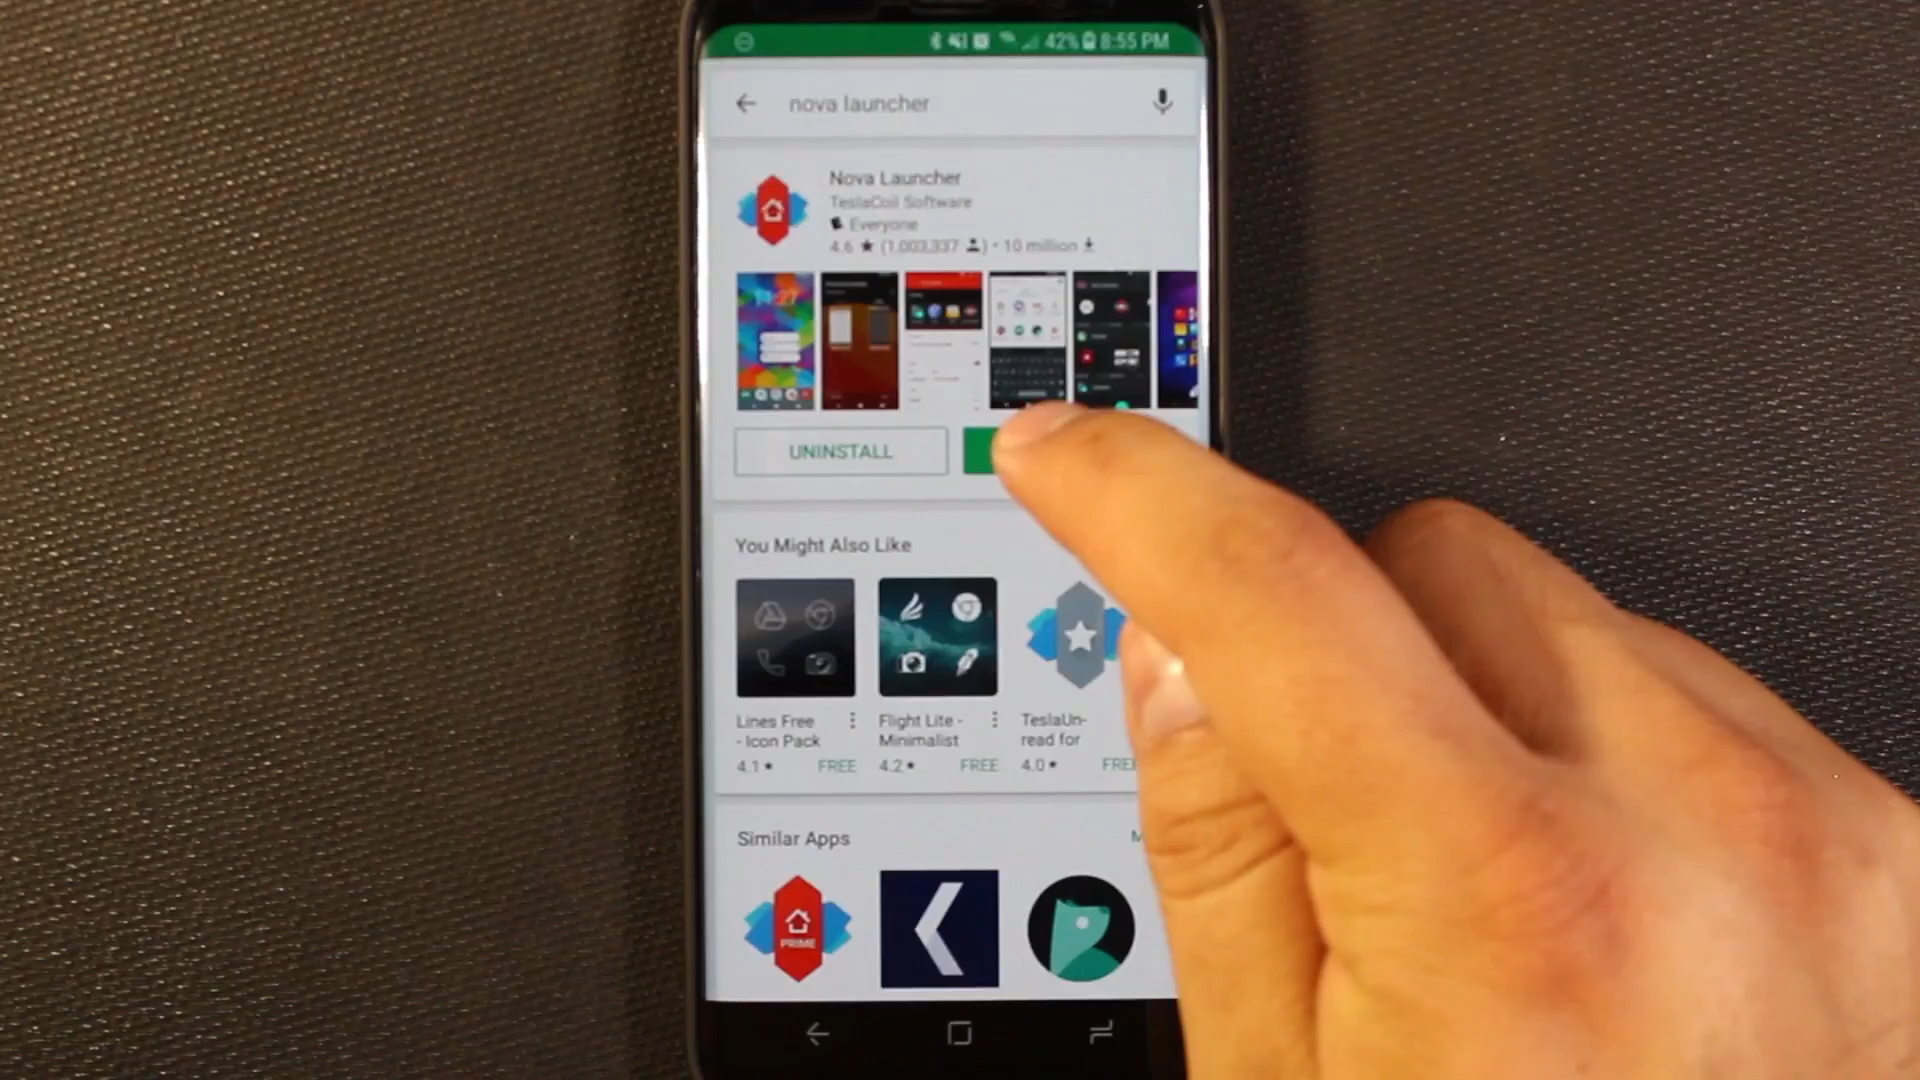 42% 8:55 PM
nova launcher
Nova Launcher
TeslaCoil Software
Everyone
4.6 ★ (1,003,337 ) • 10 million
UNINSTALL
You Might Also Like
Lines Free
- Icon Pack
4.1 ★ FREE
Flight Lite -
Minimalist
4.2 ★ FREE
TeslaUn-
read for
4.0 ★ FREE
Similar Apps
PRIME